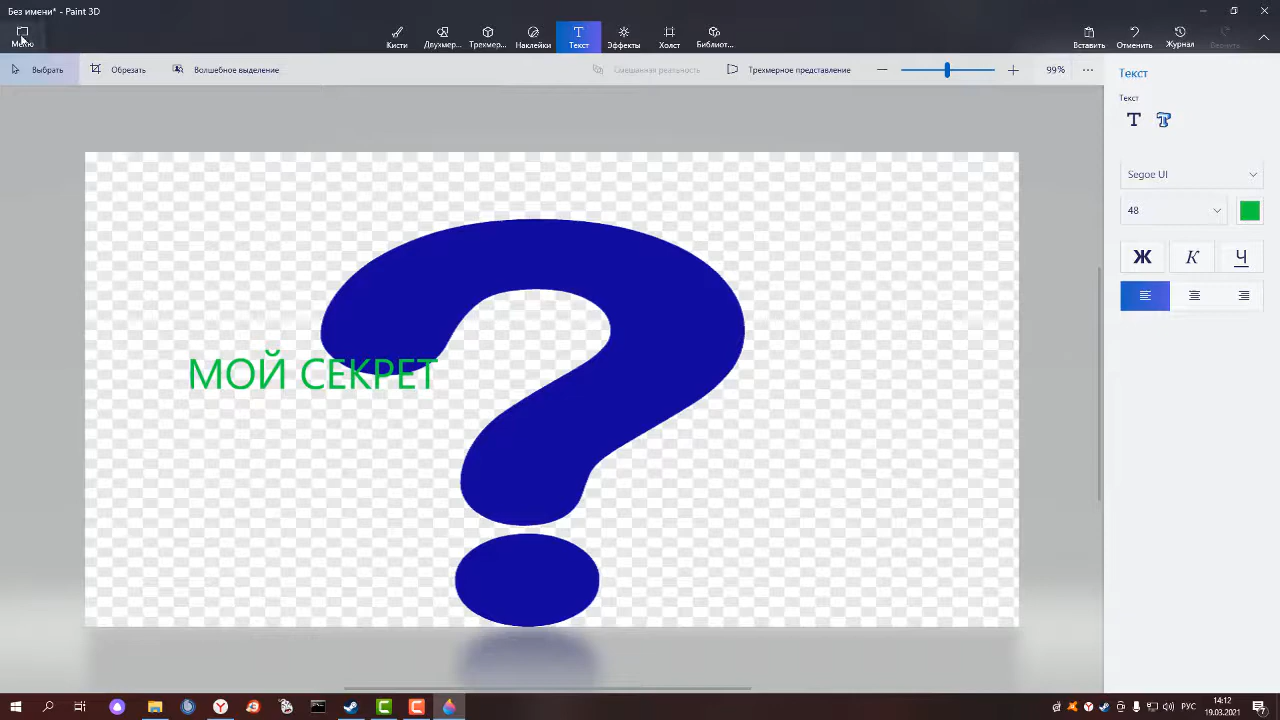 Без имени* - Paint 3D
Меню
Кисти
Двухмер...
Трехмер...
Наклейки
Текст
Эффекты
Холст
Библиот...
Вставить
Отменить
Журнал
Вернуть
Выбрать
Обрезать
Волшебное выделение
Смешанная реальность
Трехмерное представление
99%
Текст
Текст
Segoe UI
48
Ж
К
Ч
МОЙ СЕКРЕТ
РУС
14:12
19.03.2021